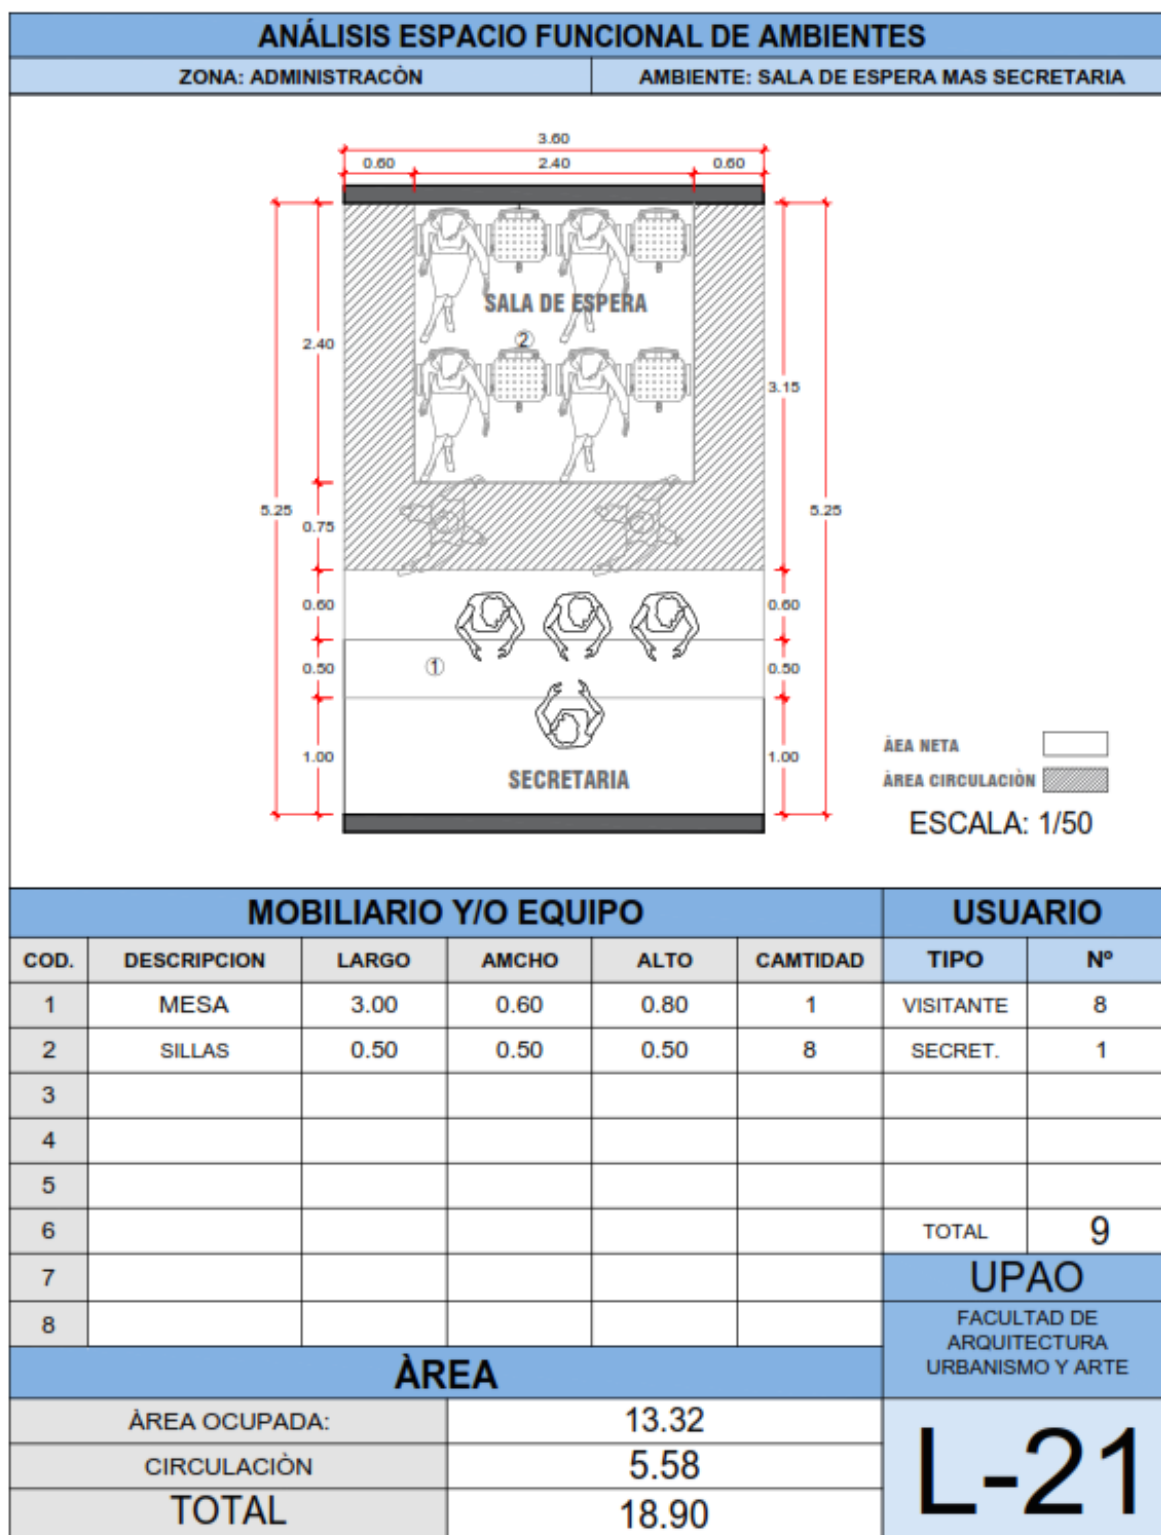 ANÁLISIS ESPACIO FUNCIONAL DE AMBIENTES
ZONA: ADMINISTRACÒN AMBIENTE: SALA DE ESPERA MAS SECRETARIA
3.60
0.60 2.40 0.60
SALA DE ESPERA
2
2.40
3.15
5.25 5.25
0.75
0.60 0.60
1
0.50 0.50
1.00 1.00
SECRETARIA
ÀEA NETA
ÀREA CIRCULACIÒN
ESCALA: 1/50
MOBILIARIO Y/O EQUIPO USUARIO
COD. DESCRIPCION LARGO AMCHO ALTO CAMTIDAD TIPO Nº
1 MESA 3.00 0.60 0.80 1 VISITANTE 8
2 SILLAS 0.50 0.50 0.50 8 SECRET. 1
3
4
5
6 TOTAL 9
7 UPAO
8 FACULTAD DE
ARQUITECTURA
URBANISMO Y ARTE
ÀREA
ÀREA OCUPADA: 13.32
CIRCULACIÒN 5.58
TOTAL 18.90
L-21